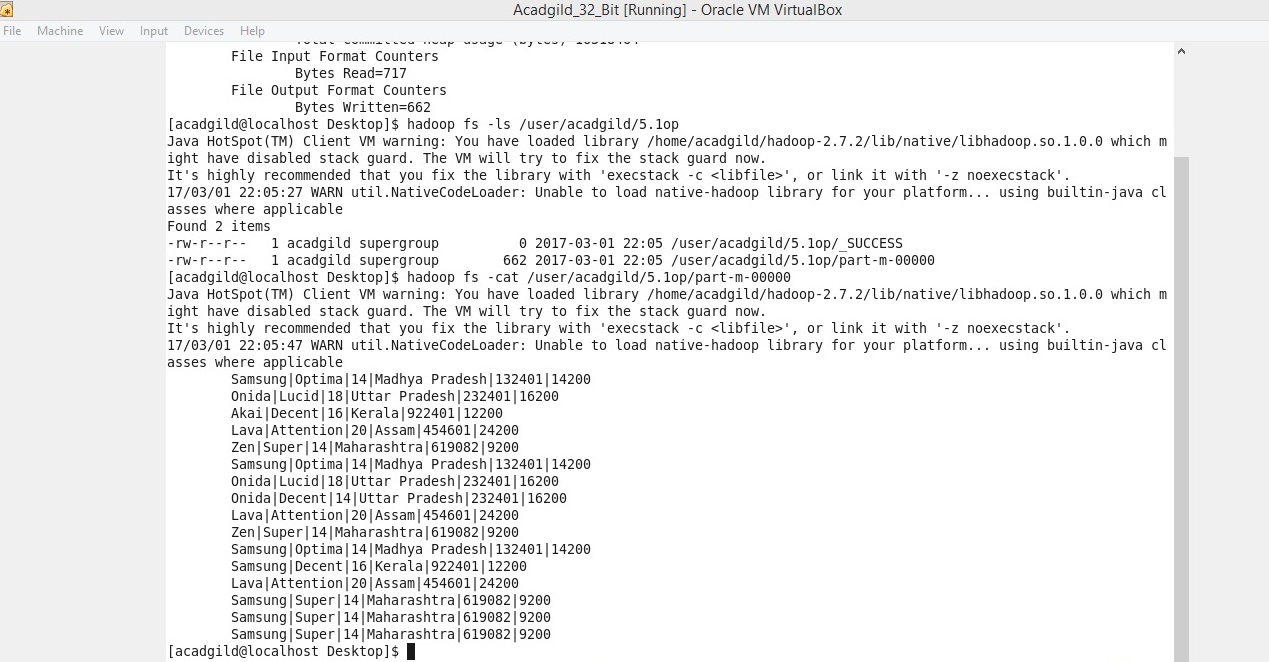 Acadgild_32_Bit [Running] - Oracle VM VirtualBox
File Machine View Input Devices Help
Total committed heap usage (bytes)
File Input Format Counters
Bytes Read=717
File Output Format Counters
Bytes Written=662
[acadgild@localhost Desktop]$ hadoop fs -ls /user/acadgild/5.1op
Java HotSpot(TM) Client VM warning: You have loaded library /home/acadgild/hadoop-2.7.2/lib/native/libhadoop.so.1.0.0 which m
ight have disabled stack guard. The VM will try to fix the stack guard now.
It's highly recommended that you fix the library with 'execstack -c <libfile>', or link it with '-z noexecstack'.
17/03/01 22:05:27 WARN util.NativeCodeLoader: Unable to load native-hadoop library for your platform... using builtin-java cl
asses where applicable
Found 2 items
-rw-r--r--   1 acadgild supergroup          0 2017-03-01 22:05 /user/acadgild/5.1op/_SUCCESS
-rw-r--r--   1 acadgild supergroup        662 2017-03-01 22:05 /user/acadgild/5.1op/part-m-00000
[acadgild@localhost Desktop]$ hadoop fs -cat /user/acadgild/5.1op/part-m-00000
Java HotSpot(TM) Client VM warning: You have loaded library /home/acadgild/hadoop-2.7.2/lib/native/libhadoop.so.1.0.0 which m
ight have disabled stack guard. The VM will try to fix the stack guard now.
It's highly recommended that you fix the library with 'execstack -c <libfile>', or link it with '-z noexecstack'.
17/03/01 22:05:47 WARN util.NativeCodeLoader: Unable to load native-hadoop library for your platform... using builtin-java cl
asses where applicable
Samsung|Optima|14|Madhya Pradesh|132401|14200
Onida|Lucid|18|Uttar Pradesh|232401|16200
Akai|Decent|16|Kerala|922401|12200
Lava|Attention|20|Assam|454601|24200
Zen|Super|14|Maharashtra|619082|9200
Samsung|Optima|14|Madhya Pradesh|132401|14200
Onida|Lucid|18|Uttar Pradesh|232401|16200
Onida|Decent|14|Uttar Pradesh|232401|16200
Lava|Attention|20|Assam|454601|24200
Zen|Super|14|Maharashtra|619082|9200
Samsung|Optima|14|Madhya Pradesh|132401|14200
Samsung|Decent|16|Kerala|922401|12200
Lava|Attention|20|Assam|454601|24200
Samsung|Super|14|Maharashtra|619082|9200
Samsung|Super|14|Maharashtra|619082|9200
Samsung|Super|14|Maharashtra|619082|9200
[acadgild@localhost Desktop]$